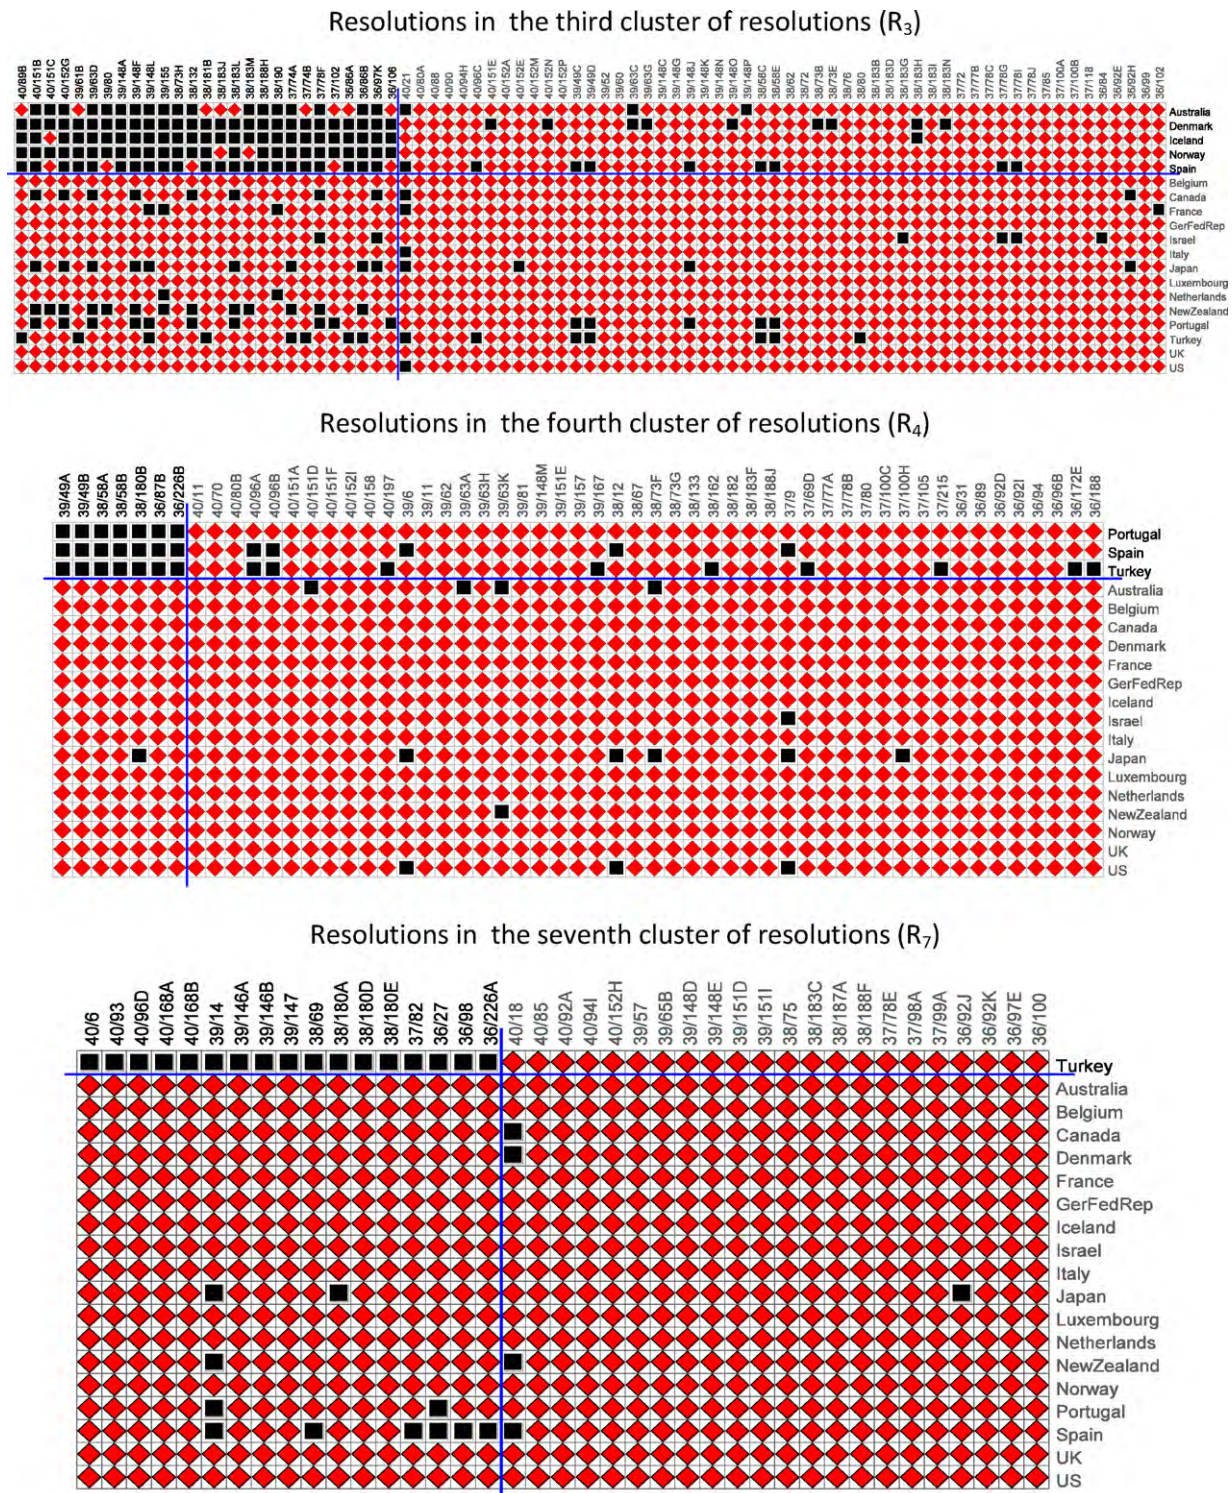 Resolutions in the third cluster of resolutions (R3)
40/89B 40/151B 40/151C 40/152G 39/61B 39/63D 39/80 39/148A 39/148F 39/148L 39/155 38/73H 38/132 38/181B 38/183J 38/183L 38/183M 38/188H 38/190 37/74A 37/74B 37/78F 37/102 36/86A 36/86B 36/97K 36/106 40/21 40/80A 40/88 40/90 40/94H 40/96C 40/151E 40/152A 40/152E 40/152M 40/152N 40/152P 39/49C 39/49D 39/52 39/60 39/63C 39/63G 39/148C 39/148G 39/148J 39/148K 39/148N 39/148O 39/148P 38/58C 38/58E 38/62 38/72 38/73B 38/73E 38/76 38/80 38/183B 38/183D 38/183G 38/183H 38/183I 38/183N 37/72 37/77B 37/78C 37/78G 37/78I 37/78J 37/85 37/100A 37/100B 37/118 36/84 36/92E 36/92H 36/99 36/102
Australia
Denmark
Iceland
Norway
Spain
Belgium
Canada
France
GerFedRep
Israel
Italy
Japan
Luxembourg
Netherlands
NewZealand
Portugal
Turkey
UK
US
Resolutions in the fourth cluster of resolutions (R4)
39/49A 39/49B 38/58A 38/58B 38/180B 36/87B 36/226B 40/11 40/70 40/80B 40/96A 40/96B 40/151A 40/151D 40/151F 40/152I 40/158 40/197 39/6 39/11 39/62 39/63A 39/63H 39/63K 39/81 39/148M 39/151E 39/157 39/167 38/12 38/67 38/73F 38/73G 38/133 38/162 38/182 38/183F 38/188J 37/9 37/69D 37/77A 37/78B 37/80 37/100C 37/100H 37/105 37/215 36/31 36/89 36/92D 36/92I 36/94 36/96B 36/172E 36/188
Portugal
Spain
Turkey
Australia
Belgium
Canada
Denmark
France
GerFedRep
Iceland
Israel
Italy
Japan
Luxembourg
Netherlands
NewZealand
Norway
UK
US
Resolutions in the seventh cluster of resolutions (R7)
40/6 40/93 40/96D 40/168A 40/168B 39/14 39/146A 39/146B 39/147 38/69 38/180A 38/180D 38/180E 37/82 36/27 36/98 36/226A 40/18 40/85 40/92A 40/94I 40/152H 39/57 39/65B 39/148D 39/148E 39/151D 39/151I 38/75 38/183C 38/187A 38/188F 37/78E 37/98A 37/99A 36/92J 36/92K 36/97E 36/100
Turkey
Australia
Belgium
Canada
Denmark
France
GerFedRep
Iceland
Israel
Italy
Japan
Luxembourg
Netherlands
NewZealand
Norway
Portugal
Spain
UK
US